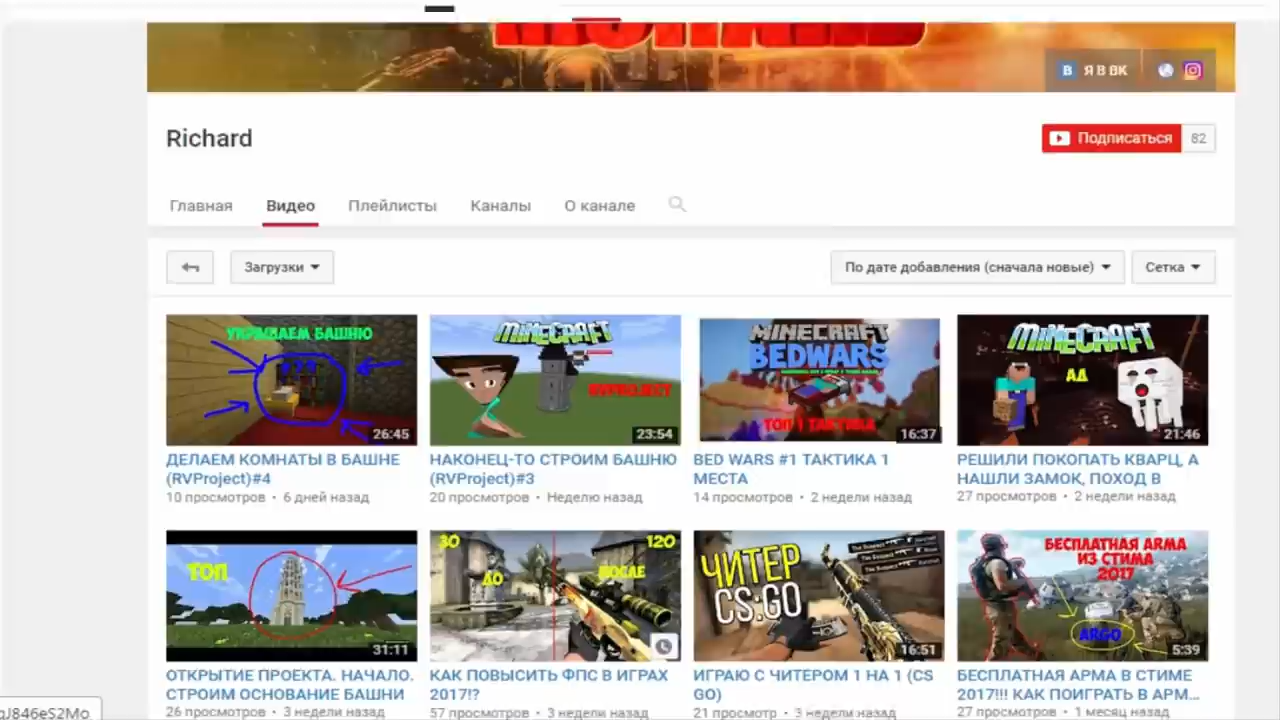 Я В ВК
Richard
Подписаться 82
Главная Видео Плейлисты Каналы О канале
Загрузки По дате добавления (сначала новые) Сетка
УКРАШАЕМ БАШНЮ
26:45
MINECRAFT
RVPROJECT
23:54
MINECRAFT
BEDWARS
ТОП 1 ТАКТИКА
16:37
MINECRAFT
АД
21:46
ДЕЛАЕМ КОМНАТЫ В БАШНЕ
(RVProject)#4
10 просмотров • 6 дней назад
НАКОНЕЦ-ТО СТРОИМ БАШНЮ
(RVProject)#3
20 просмотров • Неделю назад
BED WARS #1 ТАКТИКА 1
МЕСТА
14 просмотров • 2 недели назад
РЕШИЛИ ПОКОПАТЬ КВАРЦ, А
НАШЛИ ЗАМОК, ПОХОД В
27 просмотров • 2 недели назад
ТОП
31:11
30 120
ДО ПОСЛЕ
ЧИТЕР
CS:GO
16:51
БЕСПЛАТНАЯ ARMA
ИЗ СТИМА
2017
ARGO
5:39
ОТКРЫТИЕ ПРОЕКТА. НАЧАЛО.
СТРОИМ ОСНОВАНИЕ БАШНИ
26 просмотров • 3 недели назад
КАК ПОВЫСИТЬ ФПС В ИГРАХ
2017!?
57 просмотров • 3 недели назад
ИГРАЮ С ЧИТЕРОМ 1 НА 1 (CS
GO)
21 просмотр • 3 недели назад
БЕСПЛАТНАЯ АРМА В СТИМЕ
2017!!! КАК ПОИГРАТЬ В АРМ...
27 просмотров • 1 месяц назад